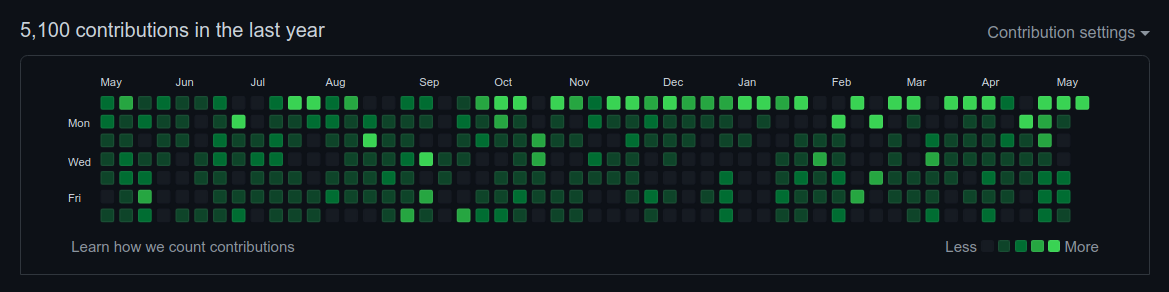 5,100 contributions in the last year
Contribution settings
May Jun Jul Aug Sep Oct Nov Dec Jan Feb Mar Apr May
Mon
Wed
Fri
Learn how we count contributions
Less More